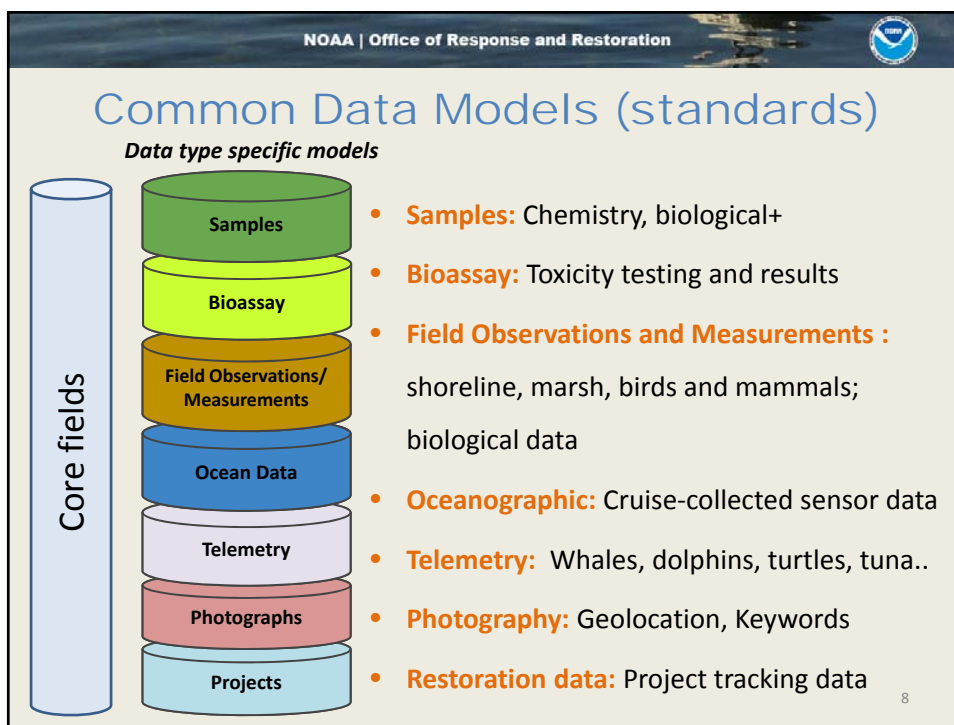 NOAA | Office of Response and Restoration
NOAA
Common Data Models (standards)
Data type specific models
Core fields
Samples
Bioassay
Field Observations/
Measurements
Ocean Data
Telemetry
Photographs
Projects
• Samples: Chemistry, biological+
• Bioassay: Toxicity testing and results
• Field Observations and Measurements :
shoreline, marsh, birds and mammals;
biological data
• Oceanographic: Cruise-collected sensor data
• Telemetry: Whales, dolphins, turtles, tuna..
• Photography: Geolocation, Keywords
• Restoration data: Project tracking data
8